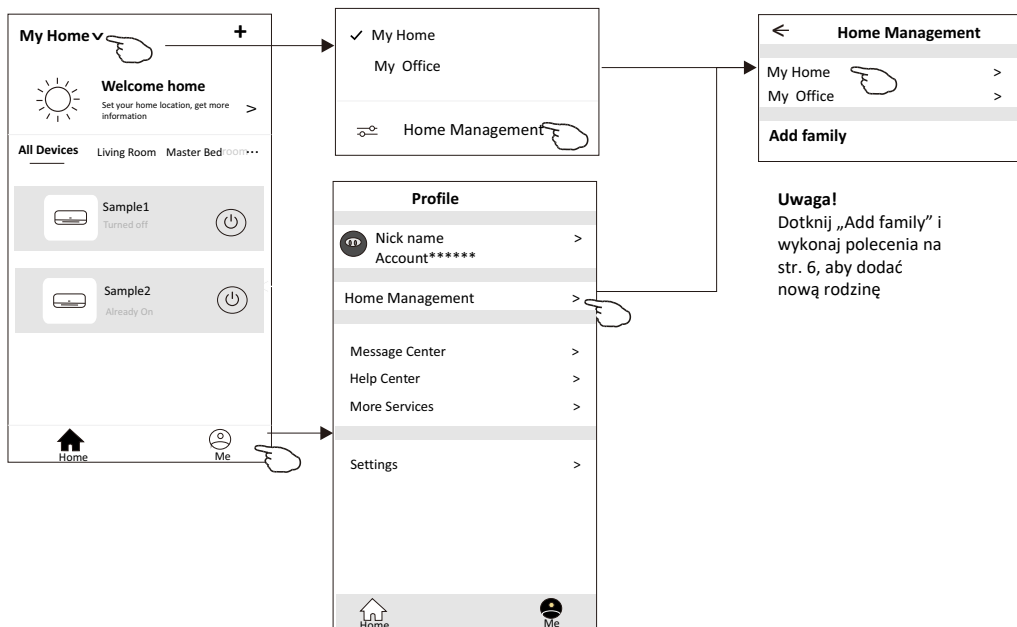 My Home
+
Welcome home
Set your home location, get more
information
>
All Devices Living Room Master Bedroom ...
Sample1
Turned off
Sample2
Already On
Home
Me
✓ My Home
My Office
Home Management
Profile
Nick name >
Account******
Home Management >
Message Center >
Help Center >
More Services >
Settings >
Home
Me
← Home Management
My Home >
My Office >
Add family
Uwaga!
Dotknij „Add family” i
wykonaj polecenia na
str. 6, aby dodać
nową rodzinę